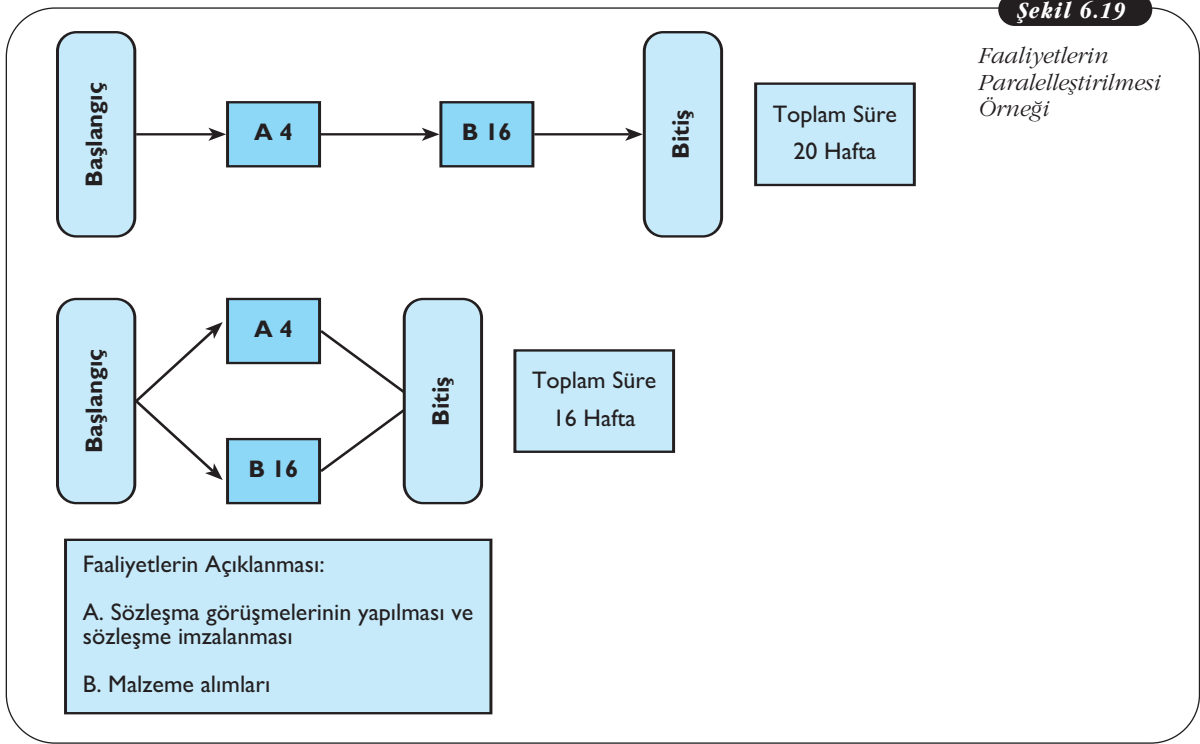 Şekil 6.19
Faaliyetlerin
Paralelleştirilmesi
Örneği
Başlangıç
A 4
B 16
Bitiş
Toplam Süre
20 Hafta
Başlangıç
A 4
B 16
Bitiş
Toplam Süre
16 Hafta
Faaliyetlerin Açıklanması:
A. Sözleşma görüşmelerinin yapılması ve
sözleşme imzalanması
B. Malzeme alımları